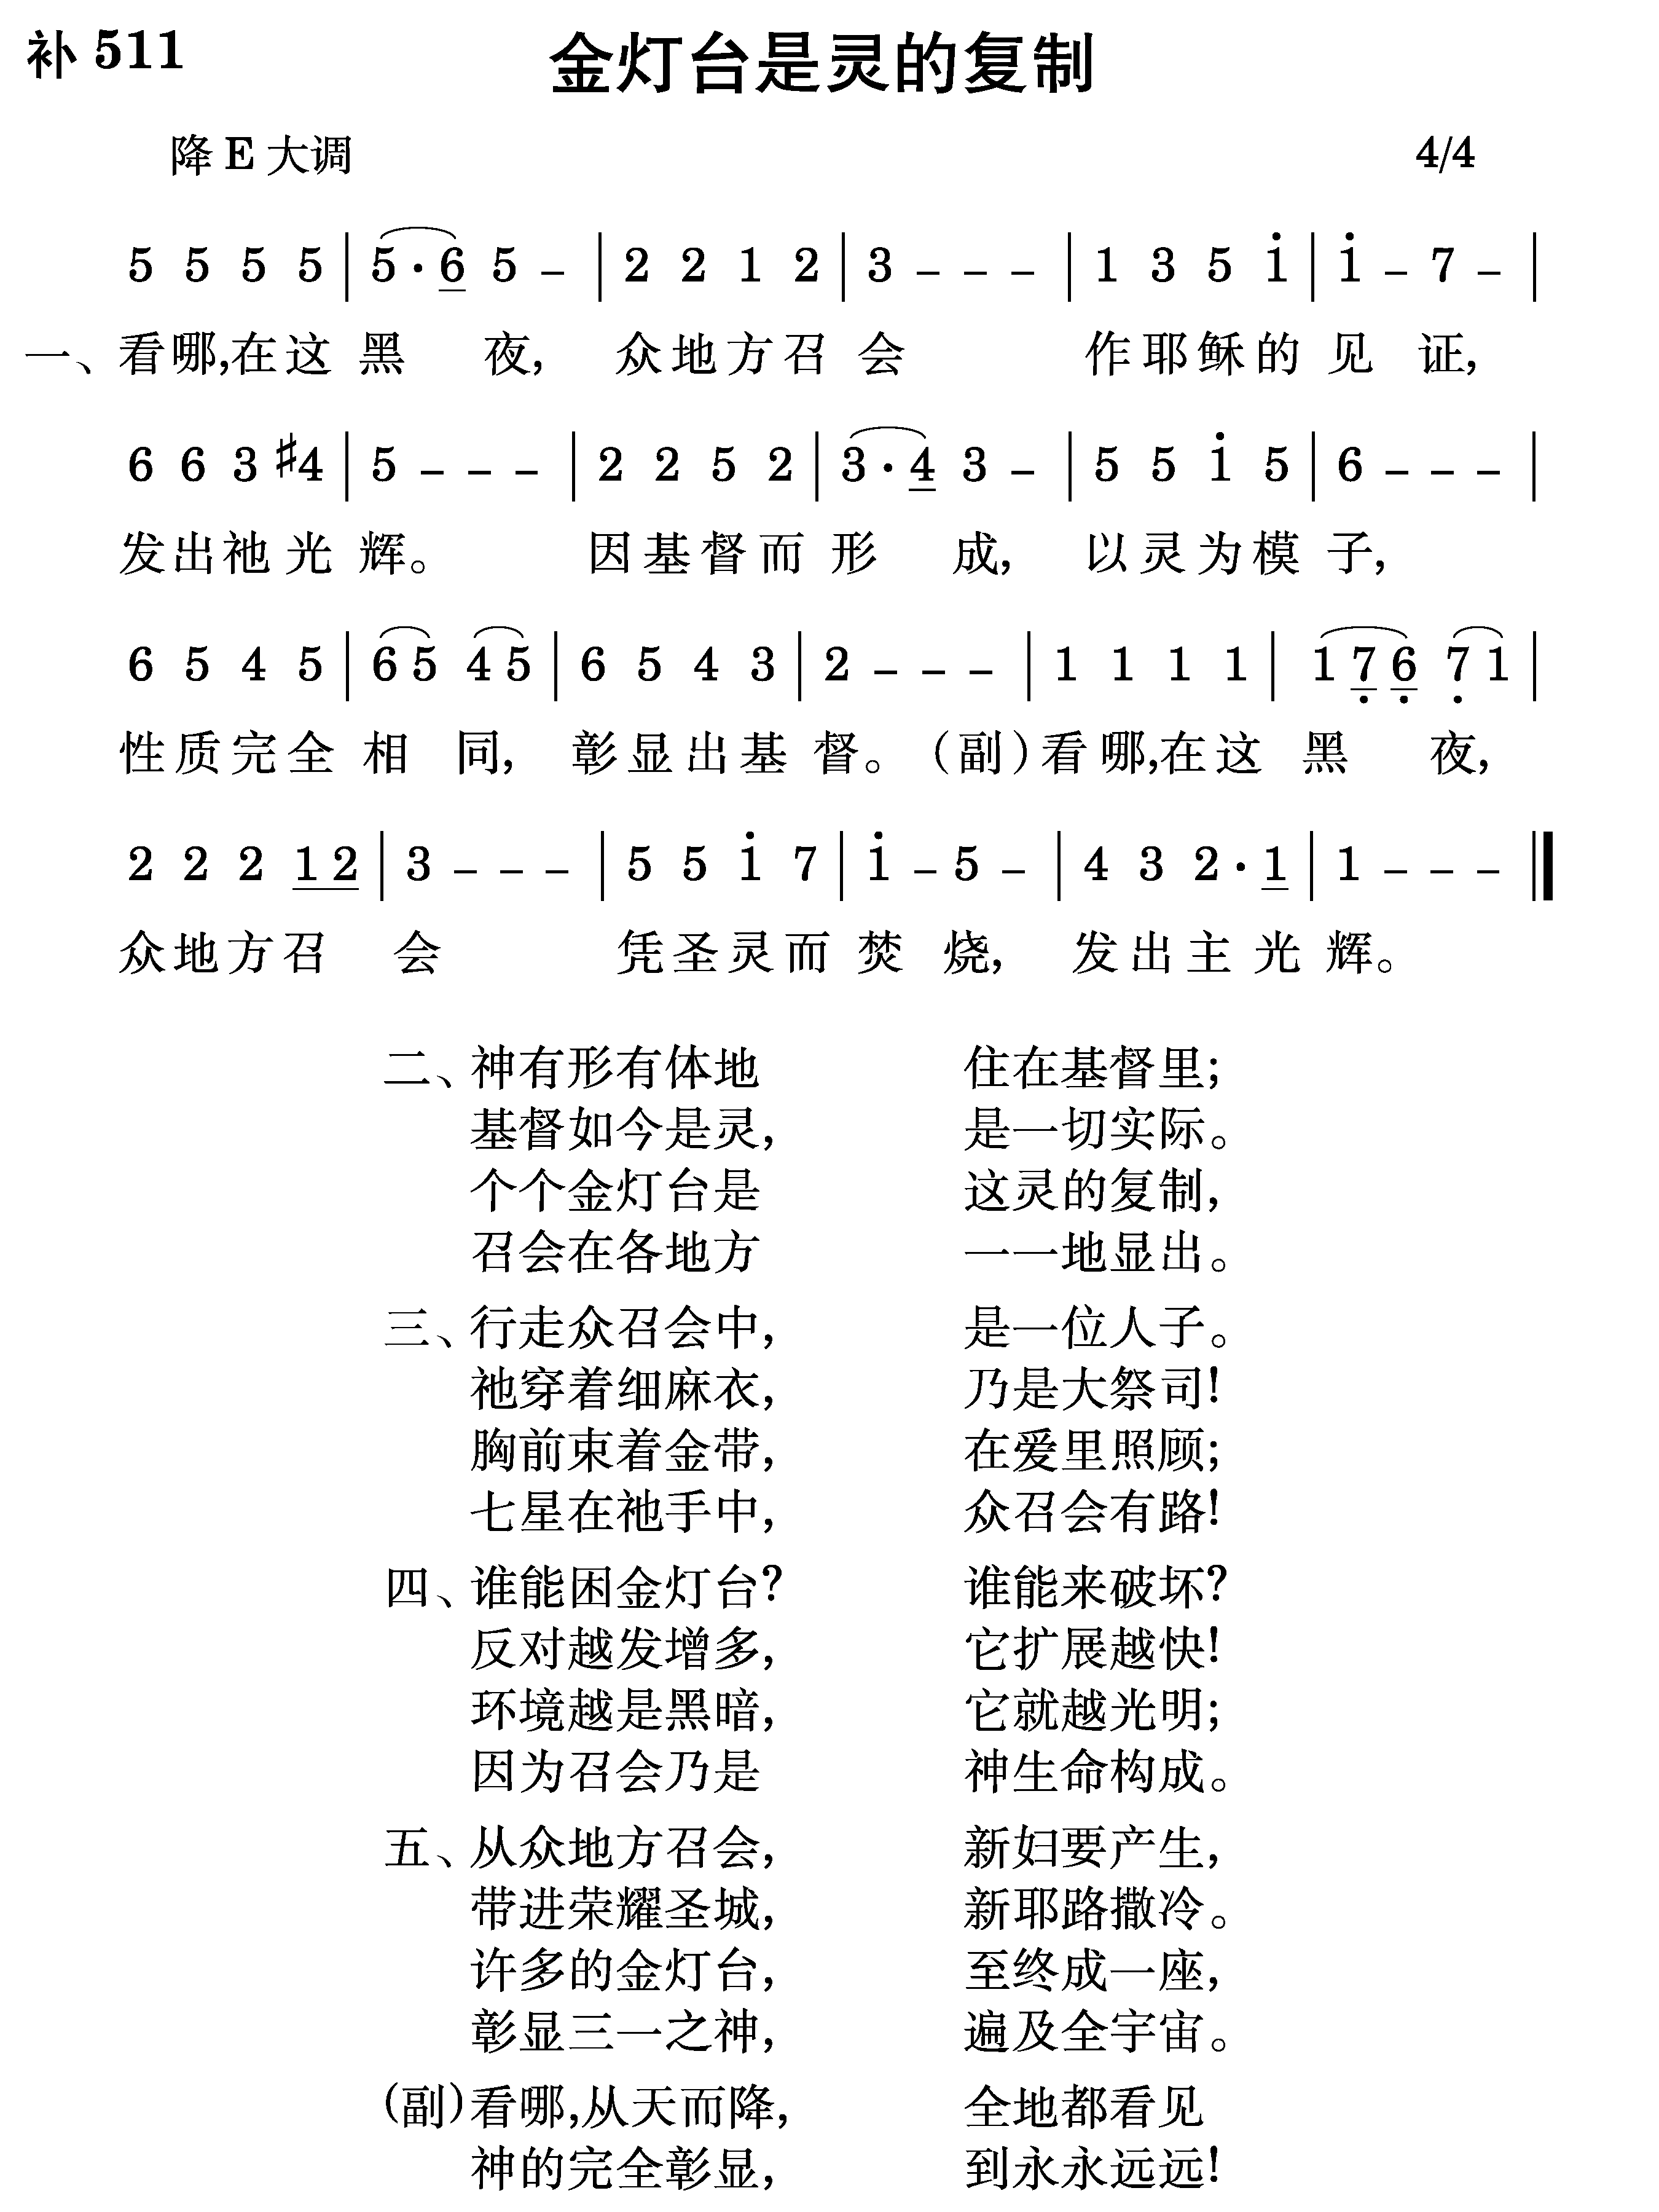 补 511
金灯台是灵的复制
降 E 大调 4/4
5 5 5 5 | 5 · 6 5 – | 2 2 1 2 | 3 – – – | 1 3 5 i | i – 7 – |
一、看哪,在这 黑 夜, 众地方召 会 作耶稣的 见 证,
6 6 3 ♯4 | 5 – – – | 2 2 5 2 | 3 · 4 3 – | 5 5 i 5 | 6 – – – |
发出祂光 辉。 因基督而 形 成, 以灵为模 子,
6 5 4 5 | 6 5 4 5 | 6 5 4 3 | 2 – – – | 1 1 1 1 | 1 7̣ 6̣ 7̣ 1 |
性质完全 相 同, 彰显出基 督。(副)看哪,在这 黑 夜,
2 2 2 1 2 | 3 – – – | 5 5 i 7 | i – 5 – | 4 3 2 · 1 | 1 – – – ‖
众地方召 会 凭圣灵而 焚 烧, 发出主光 辉。
二、神有形有体地 住在基督里;
基督如今是灵, 是一切实际。
个个金灯台是 这灵的复制,
召会在各地方 一一地显出。
三、行走众召会中, 是一位人子。
祂穿着细麻衣, 乃是大祭司!
胸前束着金带, 在爱里照顾;
七星在祂手中, 众召会有路!
四、谁能困金灯台? 谁能来破坏?
反对越发增多, 它扩展越快!
环境越是黑暗, 它就越光明;
因为召会乃是 神生命构成。
五、从众地方召会, 新妇要产生,
带进荣耀圣城, 新耶路撒冷。
许多的金灯台, 至终成一座,
彰显三一之神, 遍及全宇宙。
(副)看哪,从天而降, 全地都看见
神的完全彰显, 到永永远远!